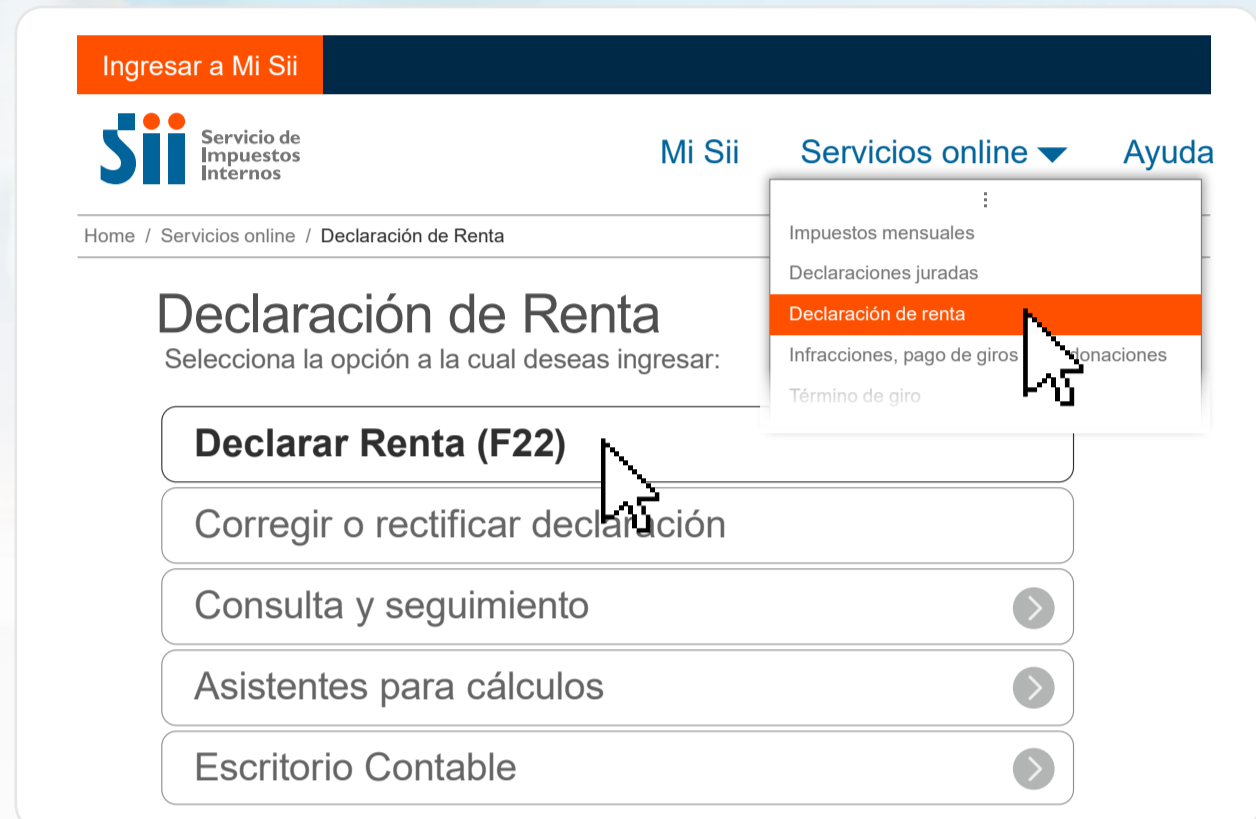 Ingresar a Mi Sii
Sii
Servicio de
Impuestos
Internos
Mi Sii Servicios online Ayuda
Home / Servicios online / Declaración de Renta
Impuestos mensuales
Declaraciones juradas
Declaración de renta
Infracciones, pago de giros donaciones
Término de giro
Declaración de Renta
Selecciona la opción a la cual deseas ingresar:
Declarar Renta (F22)
Corregir o rectificar declaración
Consulta y seguimiento
Asistentes para cálculos
Escritorio Contable